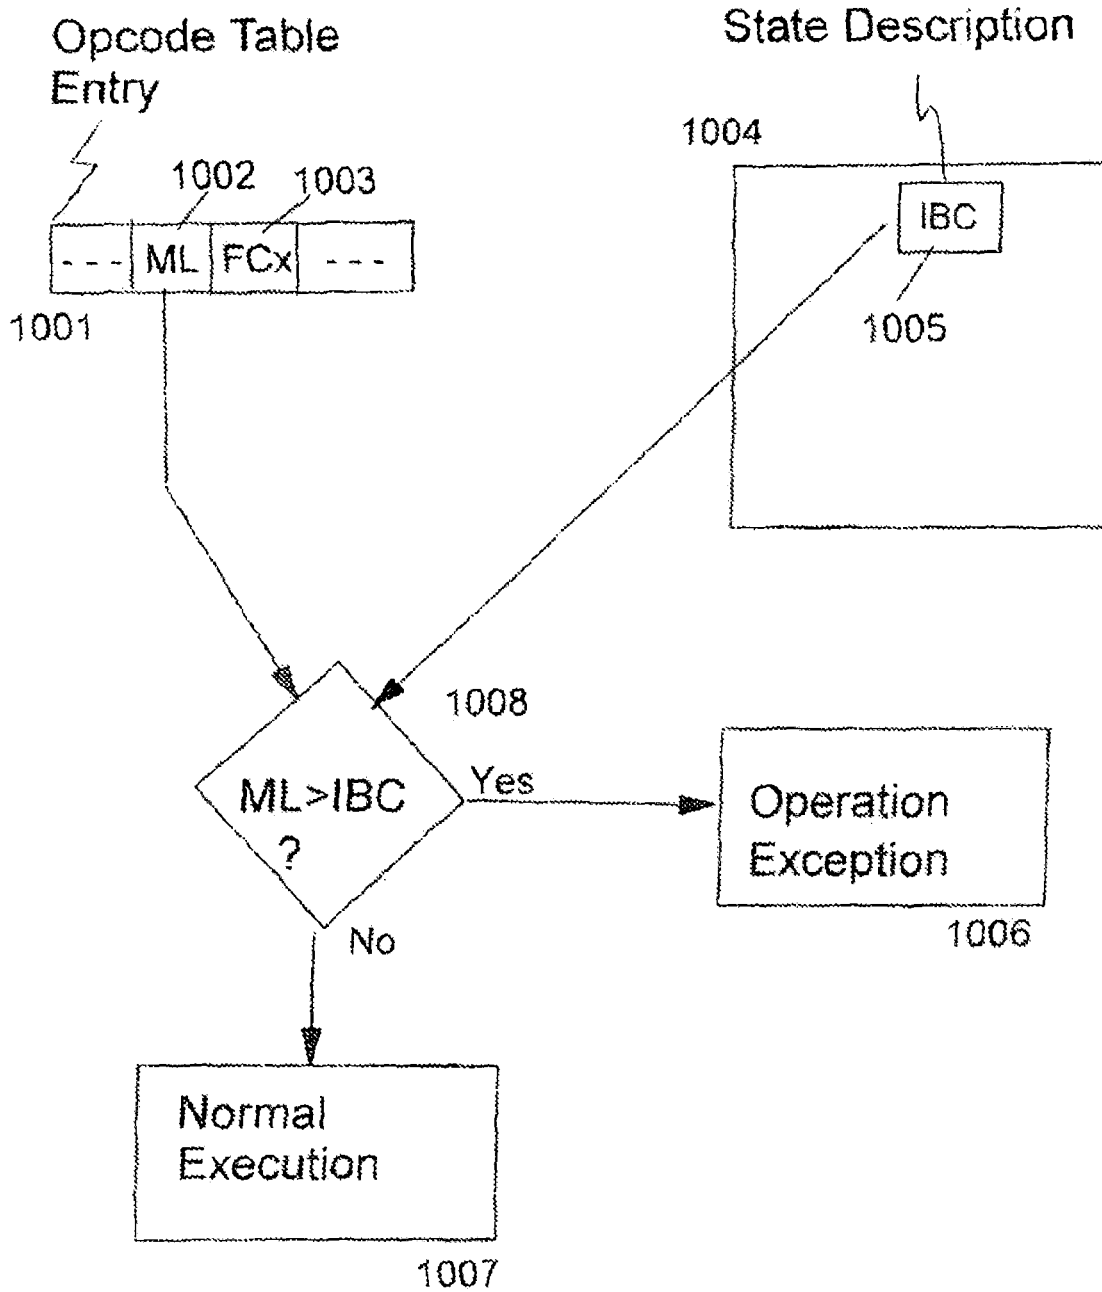 Opcode Table
Entry
State Description
1004
1002
1003
IBC
--- ML FCx ---
1001
1005
1008
ML>IBC
?
Yes
Operation
Exception
1006
No
Normal
Execution
1007